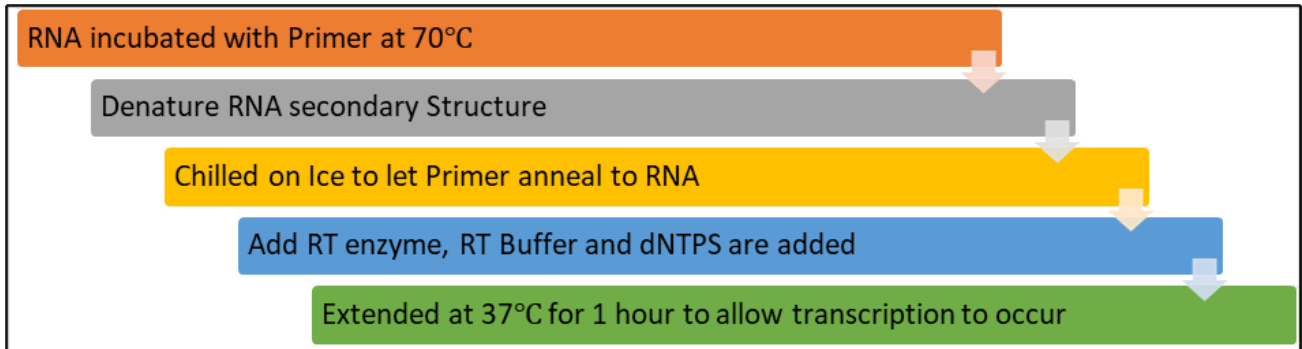 RNA incubated with Primer at 70℃
Denature RNA secondary Structure
Chilled on Ice to let Primer anneal to RNA
Add RT enzyme, RT Buffer and dNTPS are added
Extended at 37℃ for 1 hour to allow transcription to occur